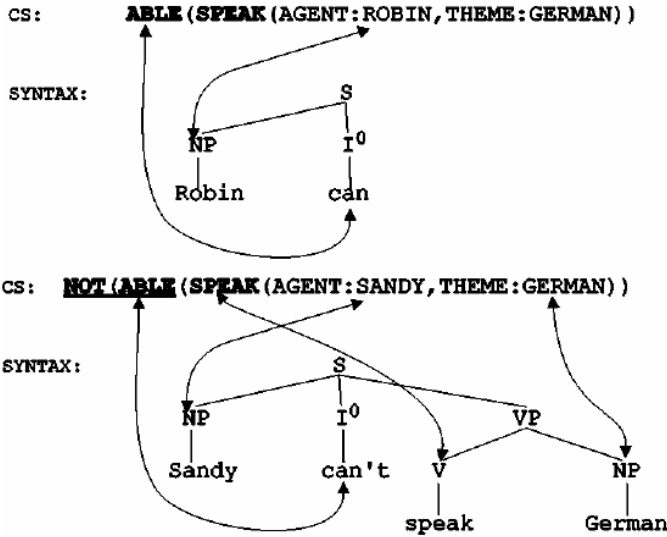 CS: ABLE(SPEAK(AGENT:ROBIN,THEME:GERMAN))
SYNTAX: S
NP I0
Robin can
CS: NOT(ABLE(SPEAK(AGENT:SANDY,THEME:GERMAN))
SYNTAX: S
NP I0 VP
Sandy can't V NP
speak German